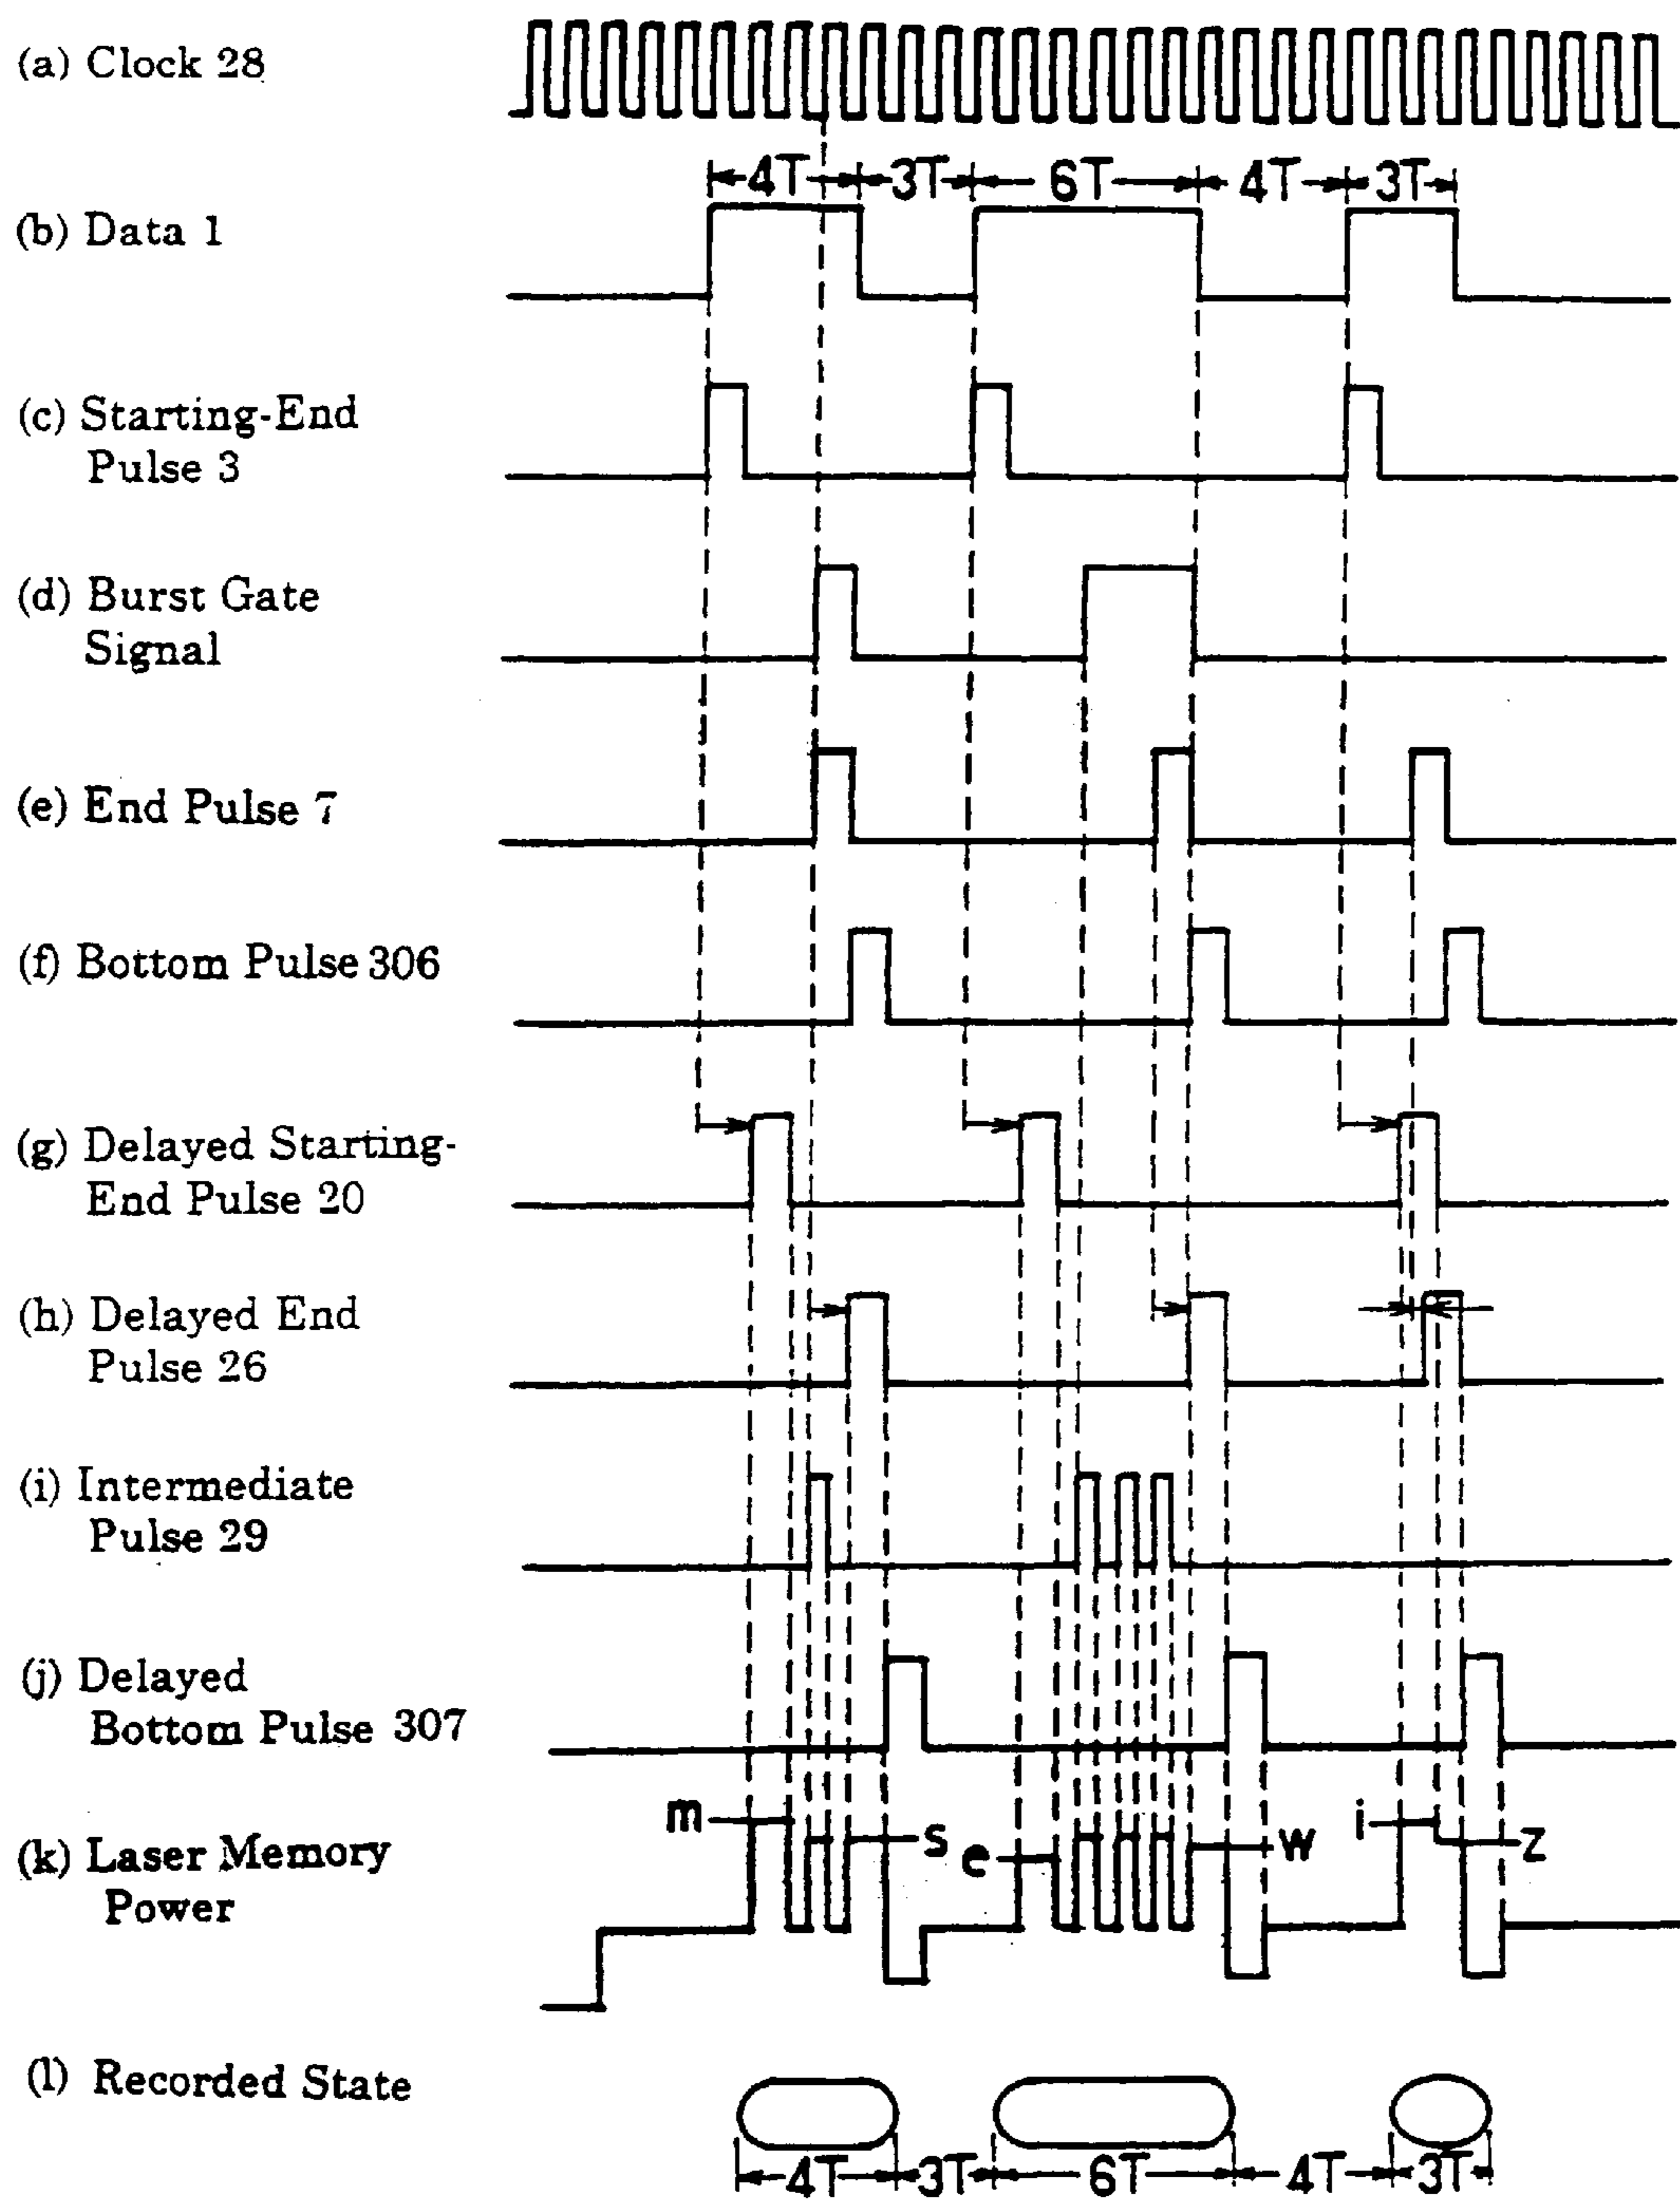 (a) Clock 28
4T 3T 6T 4T 3T
(b) Data 1
(c) Starting-End
Pulse 3
(d) Burst Gate
Signal
(e) End Pulse 7
(f) Bottom Pulse 306
(g) Delayed Starting-
End Pulse 20
(h) Delayed End
Pulse 26
(i) Intermediate
Pulse 29
(j) Delayed
Bottom Pulse 307
m s e w i z
(k) Laser Memory
Power
(l) Recorded State
4T 3T 6T 4T 3T